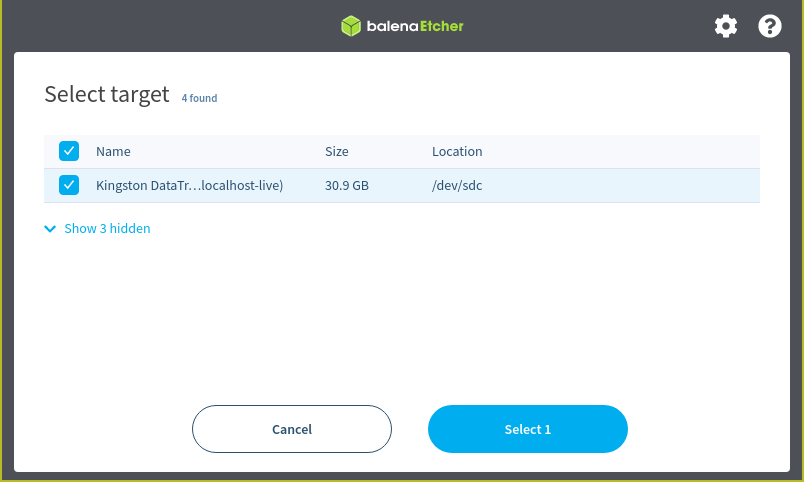 balenaEtcher
Select target 4 found
Name Size Location
Kingston DataTr…localhost-live) 30.9 GB /dev/sdc
Show 3 hidden
Cancel Select 1